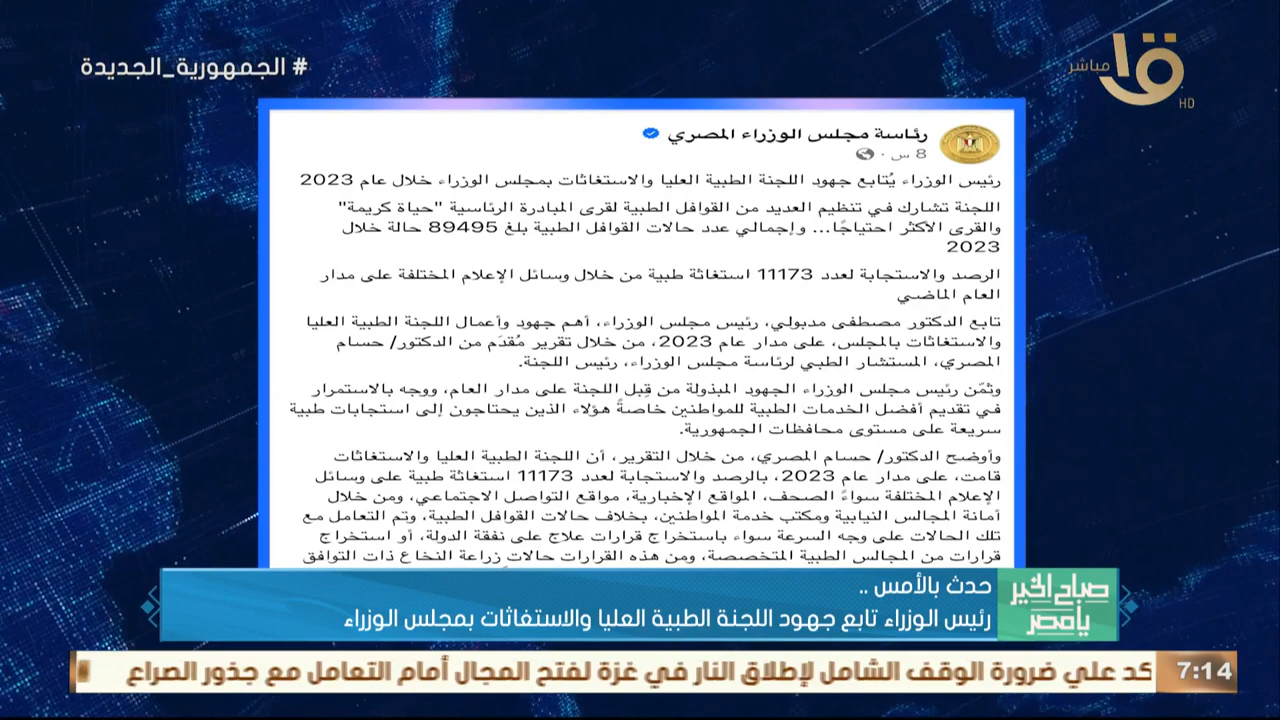 # الجمهورية_الجديدة
مباشر
HD
رئاسة مجلس الوزراء المصري
8 س ·
رئيس الوزراء يُتابع جهود اللجنة الطبية العليا والاستغاثات بمجلس الوزراء خلال عام 2023
اللجنة تشارك في تنظيم العديد من القوافل الطبية لقرى المبادرة الرئاسية "حياة كريمة"
والقرى الأكثر احتياجًا... وإجمالي عدد حالات القوافل الطبية بلغ 89495 حالة خلال
2023
الرصد والاستجابة لعدد 11173 استغاثة طبية من خلال وسائل الإعلام المختلفة على مدار
العام الماضي
تابع الدكتور مصطفى مدبولي، رئيس مجلس الوزراء، أهم جهود وأعمال اللجنة الطبية العليا
والاستغاثات بالمجلس، على مدار عام 2023، من خلال تقرير مُقدَم من الدكتور/ حسام
المصري، المستشار الطبي لرئاسة مجلس الوزراء، رئيس اللجنة.
وثمّن رئيس مجلس الوزراء الجهود المبذولة من قِبل اللجنة على مدار العام، ووجه بالاستمرار
في تقديم أفضل الخدمات الطبية للمواطنين خاصةً هؤلاء الذين يحتاجون إلى استجابات طبية
سريعة على مستوى محافظات الجمهورية.
وأوضح الدكتور/ حسام المصري، من خلال التقرير، أن اللجنة الطبية العليا والاستغاثات
قامت، على مدار عام 2023، بالرصد والاستجابة لعدد 11173 استغاثة طبية على وسائل
الإعلام المختلفة سواءً الصحف، المواقع الإخبارية، مواقع التواصل الاجتماعي، ومن خلال
أمانة المجالس النيابية ومكتب خدمة المواطنين، بخلاف حالات القوافل الطبية، وتم التعامل مع
تلك الحالات على وجه السرعة سواء باستخراج قرارات علاج على نفقة الدولة، أو استخراج
قرارات من المجالس الطبية المتخصصة، ومن هذه القرارات حالات زراعة النخاع ذات التوافق
صباح الخير
يا مصر
حدث بالأمس ..
رئيس الوزراء تابع جهود اللجنة الطبية العليا والاستغاثات بمجلس الوزراء
7:14
كد علي ضرورة الوقف الشامل لإطلاق النار في غزة لفتح المجال أمام التعامل مع جذور الصراع